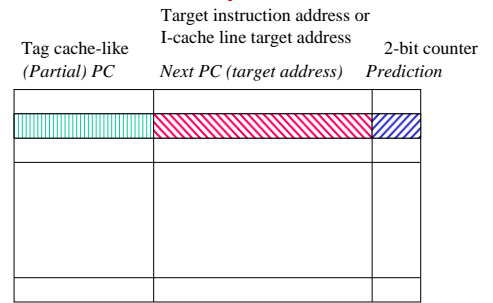 Target instruction address or
I-cache line target address
Tag cache-like
2-bit counter
(Partial) PC
Next PC (target address)
Prediction